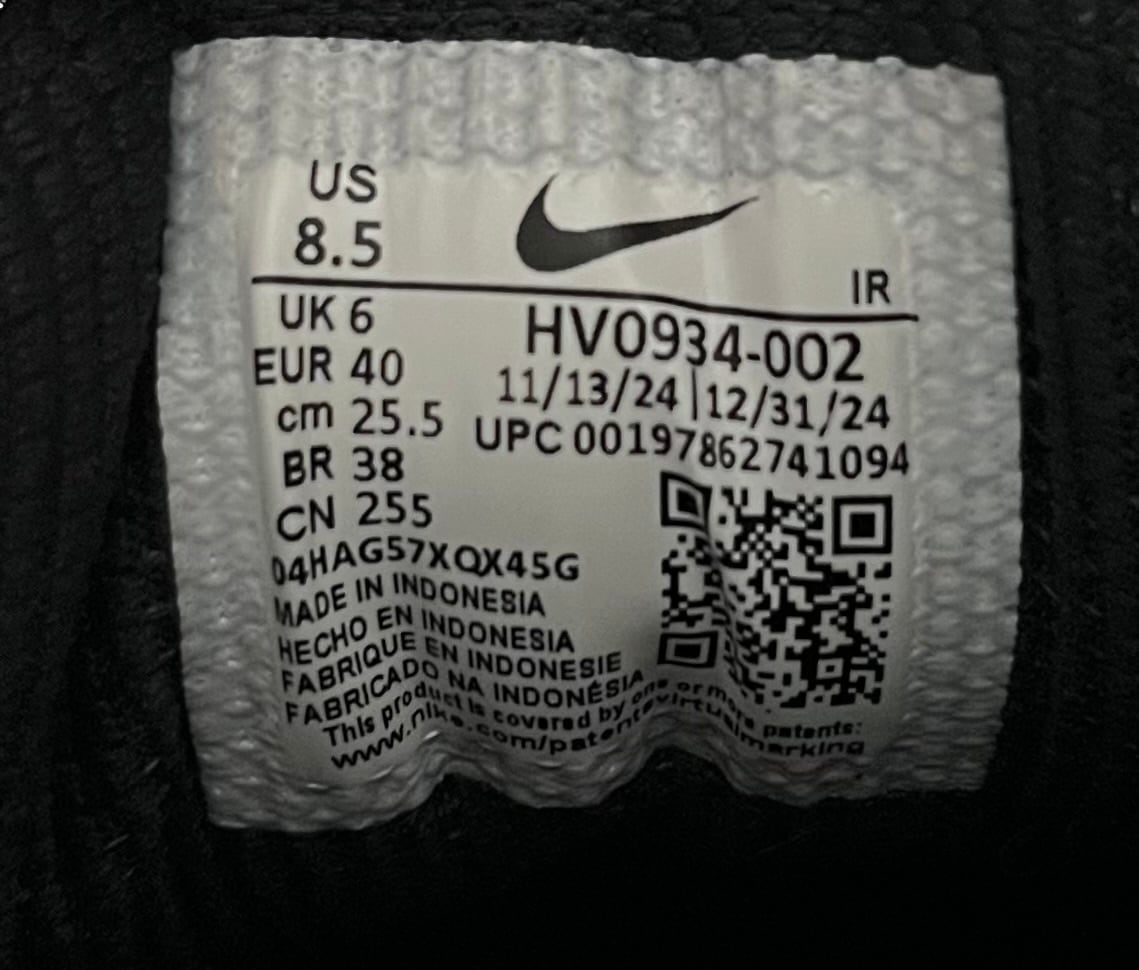 US
8.5
IR
UK 6
HV0934-002
EUR 40
11/13/24|12/31/24
cm 25.5
UPC 00197862741094
BR 38
CN 255
04HAG57XQX45G
MADE IN INDONESIA
HECHO EN INDONESIA
FABRIQUE EN INDONESIE
FABRICADO NA INDONÉSIA
This product is covered by one or more patents:
www.nike.com/patentsvirtualmarking